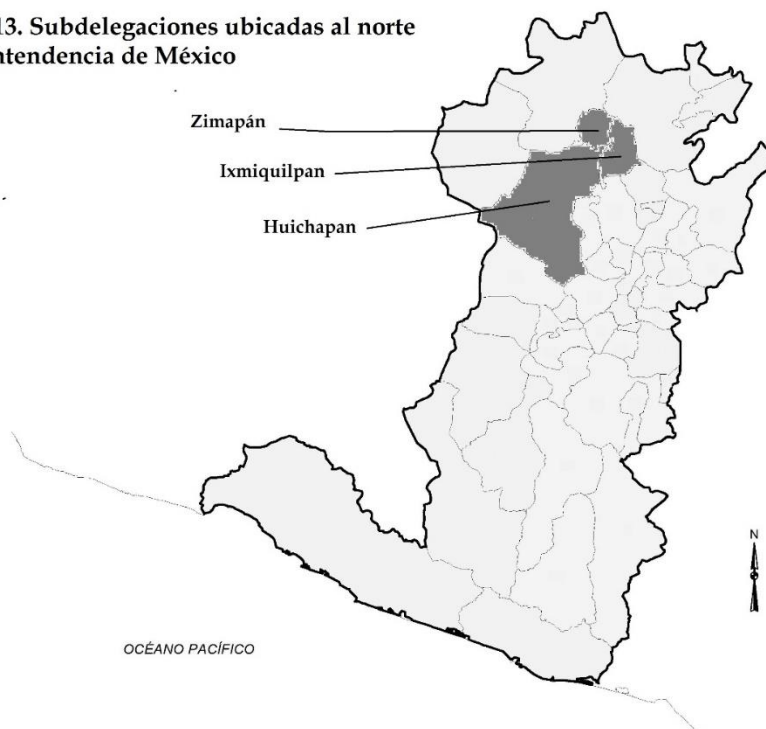 13. Subdelegaciones ubicadas al norte
ntendencia de México
Zimapán
Ixmiquilpan
Huichapan
N
OCÉANO PACÍFICO